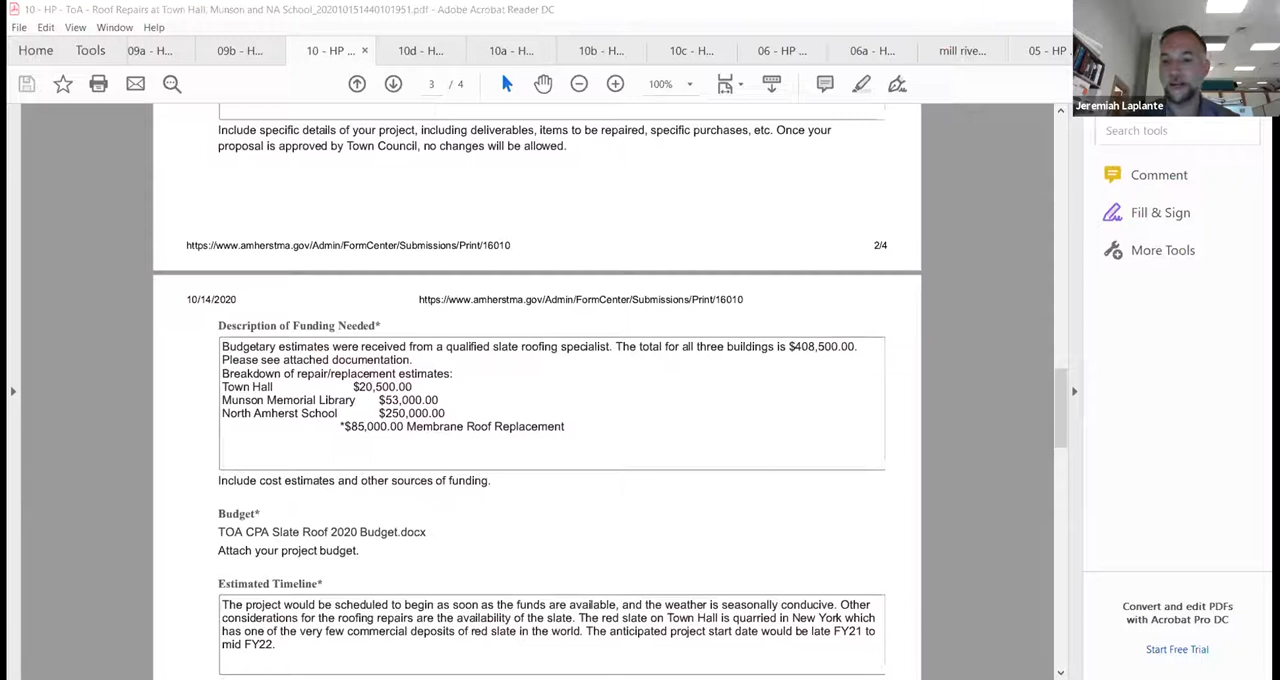 10 - HP - ToA - Roof Repairs at Town Hall, Munson and NA School_202010151440101951.pdf - Adobe Acrobat Reader DC
File Edit View Window Help
Home Tools 09a - H... 09b - H... 10 - HP ... × 10d - H... 10a - H... 10b - H... 10c - H... 06 - HP ... 06a - H... mill rive... 05 - HP
3 / 4 100%
Jeremiah Laplante
Search tools
Comment
Fill & Sign
More Tools
Include specific details of your project, including deliverables, items to be repaired, specific purchases, etc. Once your
proposal is approved by Town Council, no changes will be allowed.
https://www.amherstma.gov/Admin/FormCenter/Submissions/Print/16010 2/4
10/14/2020 https://www.amherstma.gov/Admin/FormCenter/Submissions/Print/16010
Description of Funding Needed*
Budgetary estimates were received from a qualified slate roofing specialist. The total for all three buildings is $408,500.00.
Please see attached documentation.
Breakdown of repair/replacement estimates:
Town Hall $20,500.00
Munson Memorial Library $53,000.00
North Amherst School $250,000.00
*$85,000.00 Membrane Roof Replacement
Include cost estimates and other sources of funding.
Budget*
TOA CPA Slate Roof 2020 Budget.docx
Attach your project budget.
Estimated Timeline*
The project would be scheduled to begin as soon as the funds are available, and the weather is seasonally conducive. Other
considerations for the roofing repairs are the availability of the slate. The red slate on Town Hall is quarried in New York which
has one of the very few commercial deposits of red slate in the world. The anticipated project start date would be late FY21 to
mid FY22.
Convert and edit PDFs
with Acrobat Pro DC
Start Free Trial